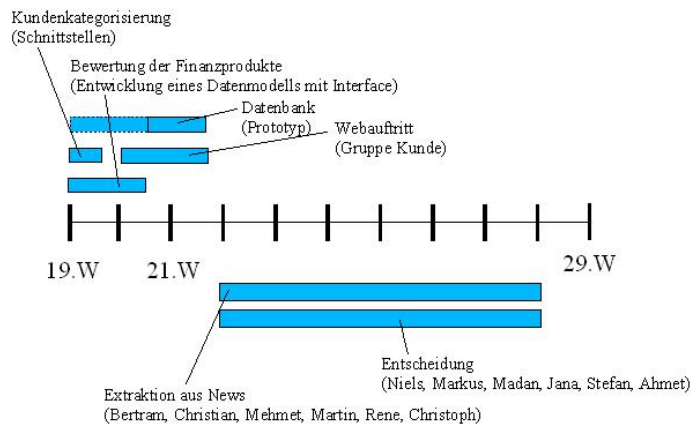 Kundenkategorisierung
(Schnittstellen)
Bewertung der Finanzprodukte
(Entwicklung eines Datenmodells mit Interface)
Datenbank
(Prototyp)
Webauftritt
(Gruppe Kunde)
19.W
21.W
29.W
Entscheidung
(Niels, Markus, Madan, Jana, Stefan, Ahmet)
Extraktion aus News
(Bertram, Christian, Mehmet, Martin, Rene, Christoph)